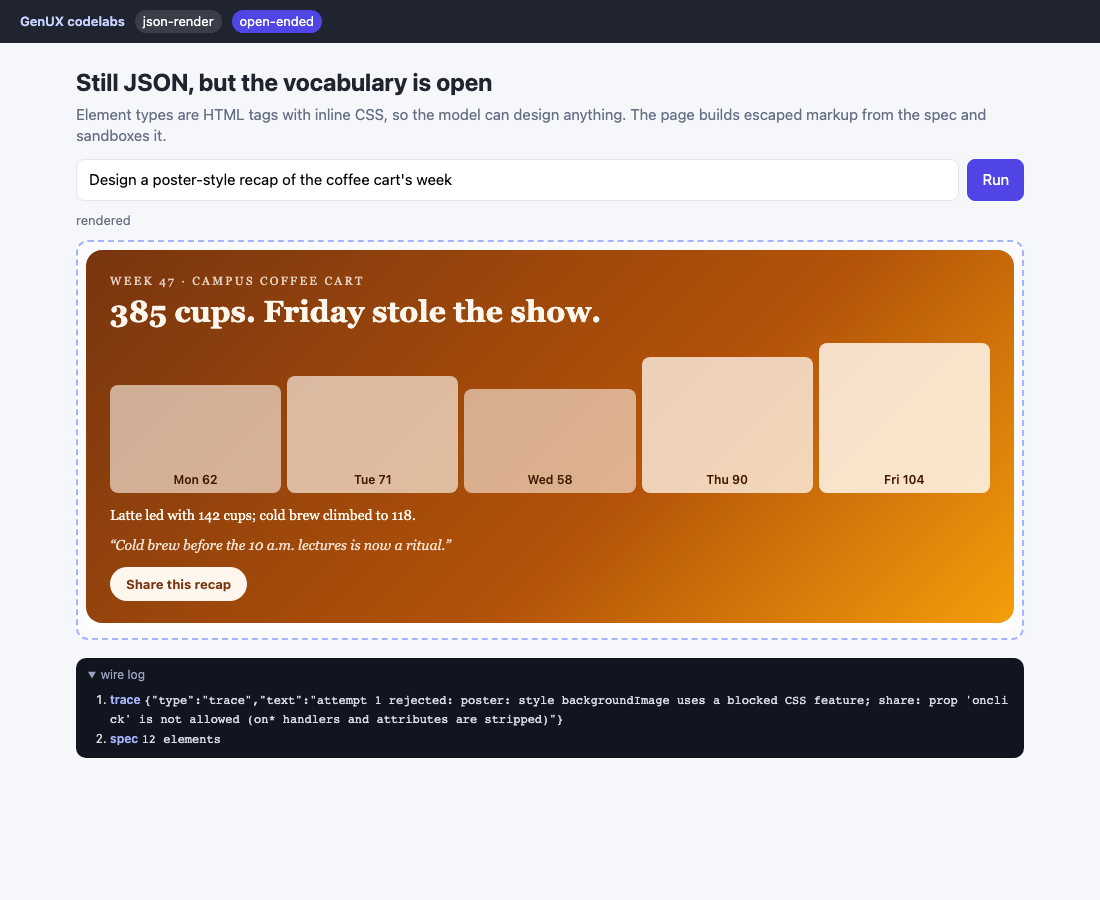 GenUX codelabs json-render open-ended
Still JSON, but the vocabulary is open
Element types are HTML tags with inline CSS, so the model can design anything. The page builds escaped markup from the spec and
sandboxes it.
Design a poster-style recap of the coffee cart's week
Run
rendered
WEEK 47 · CAMPUS COFFEE CART
385 cups. Friday stole the show.
Mon 62 Tue 71 Wed 58 Thu 90 Fri 104
Latte led with 142 cups; cold brew climbed to 118.
“Cold brew before the 10 a.m. lectures is now a ritual.”
Share this recap
▼ wire log
1. trace {"type":"trace","text":"attempt 1 rejected: poster: style backgroundImage uses a blocked CSS feature; share: prop 'oncli
ck' is not allowed (on* handlers and attributes are stripped)"}
2. spec 12 elements